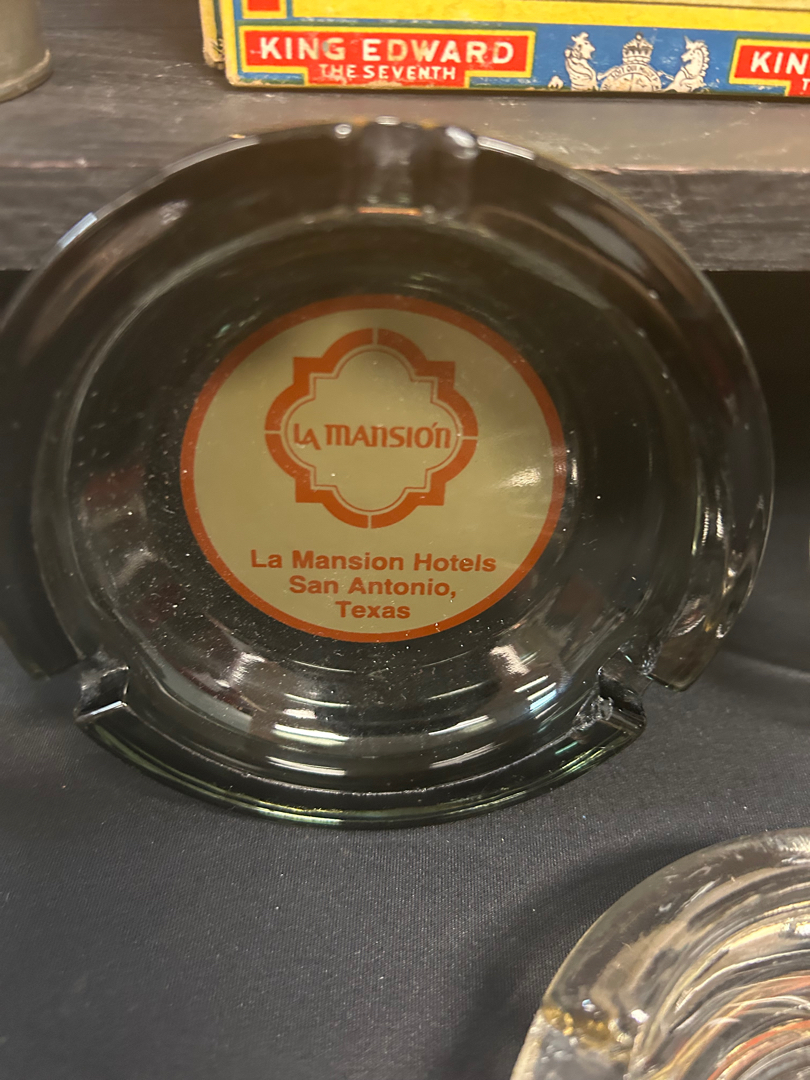 KING EDWARD
THE SEVENTH
KIN
LA MANSIÓN
La Mansion Hotels
San Antonio,
Texas